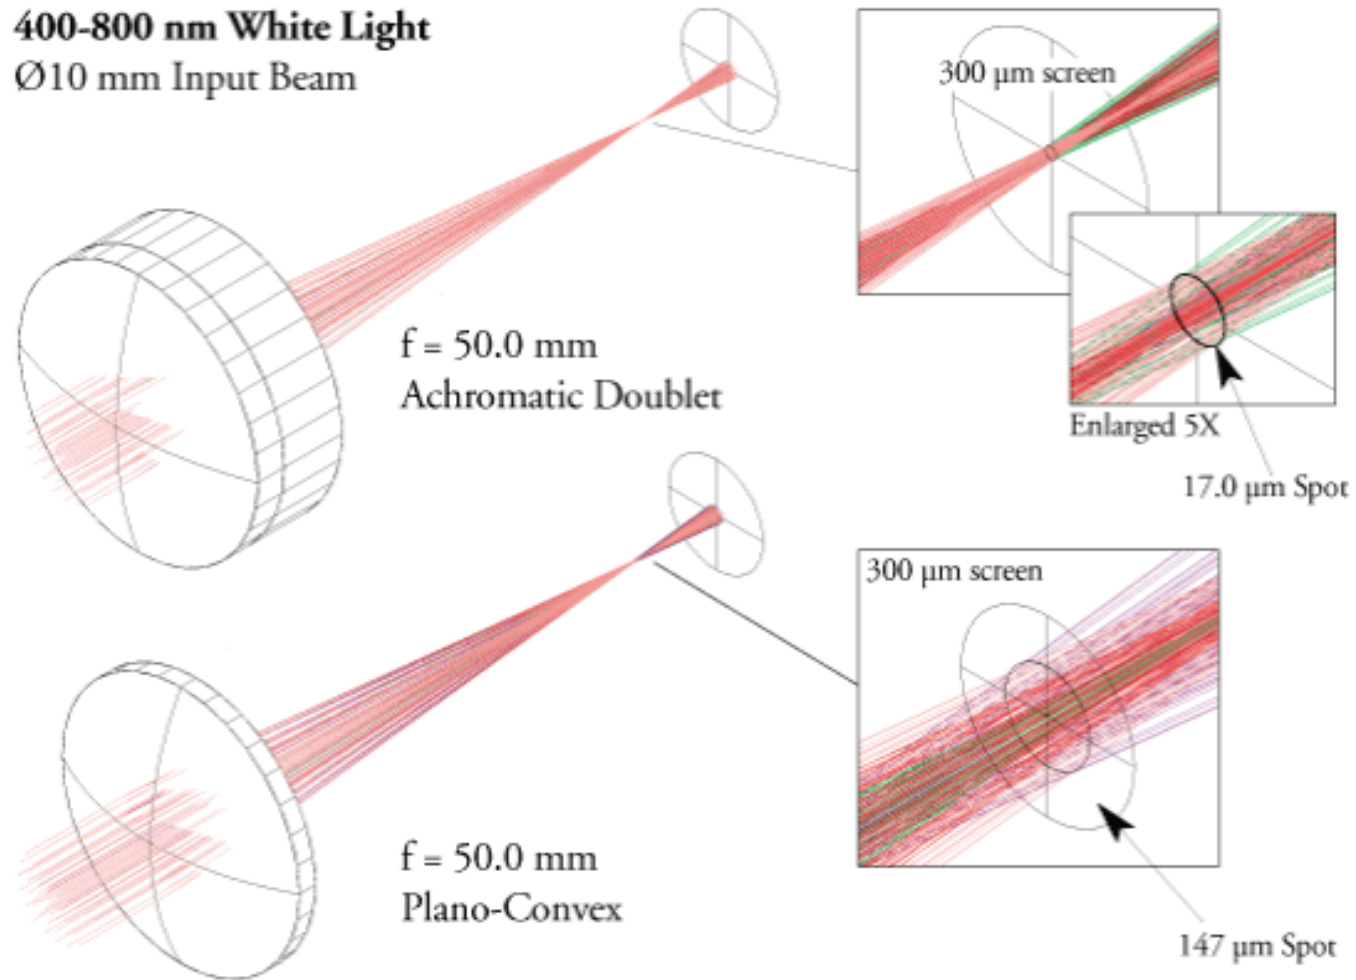 400-800 nm White Light
Ø10 mm Input Beam
300 µm screen
f = 50.0 mm
Achromatic Doublet
Enlarged 5X
17.0 µm Spot
300 µm screen
f = 50.0 mm
Plano-Convex
147 µm Spot